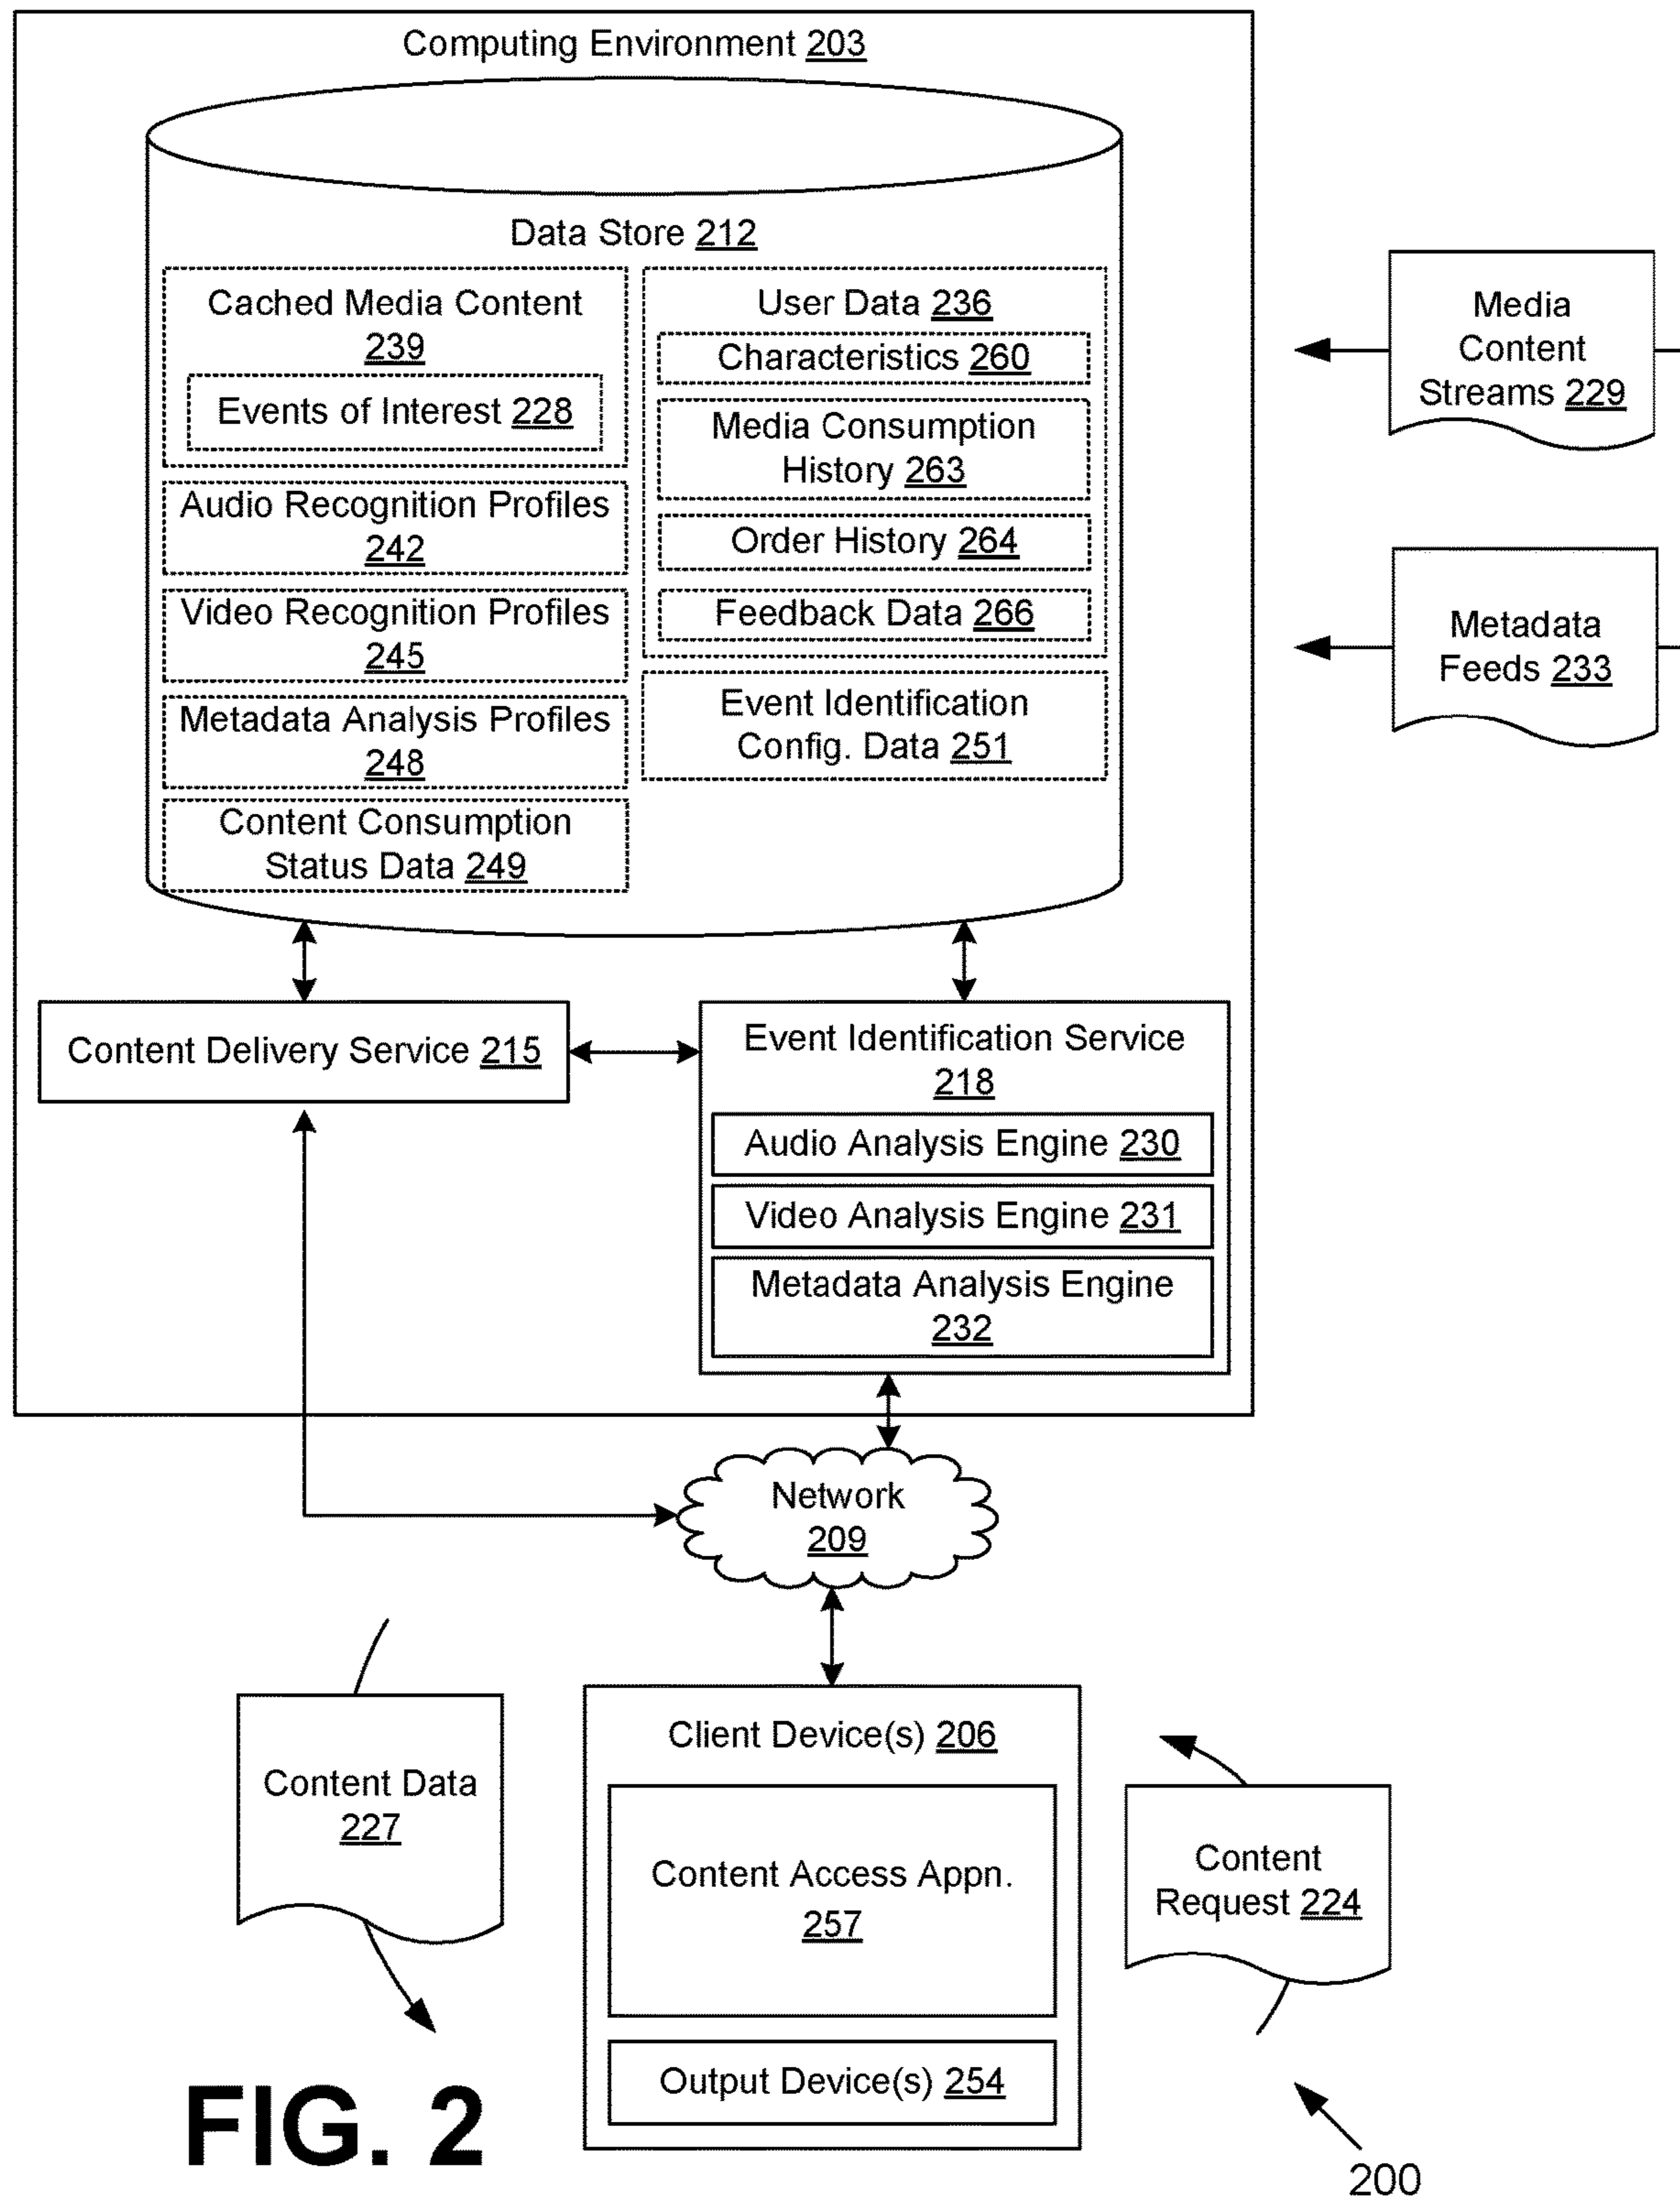 Computing Environment 203
Data Store 212
Cached Media Content
239
Events of Interest 228
Audio Recognition Profiles
242
Video Recognition Profiles
245
Metadata Analysis Profiles
248
Content Consumption
Status Data 249
User Data 236
Characteristics 260
Media Consumption
History 263
Order History 264
Feedback Data 266
Event Identification
Config. Data 251
Media
Content
Streams 229
Metadata
Feeds 233
Content Delivery Service 215
Event Identification Service
218
Audio Analysis Engine 230
Video Analysis Engine 231
Metadata Analysis Engine
232
Network
209
Content Data
227
Client Device(s) 206
Content Access Appn.
257
Output Device(s) 254
Content
Request 224
FIG. 2
200